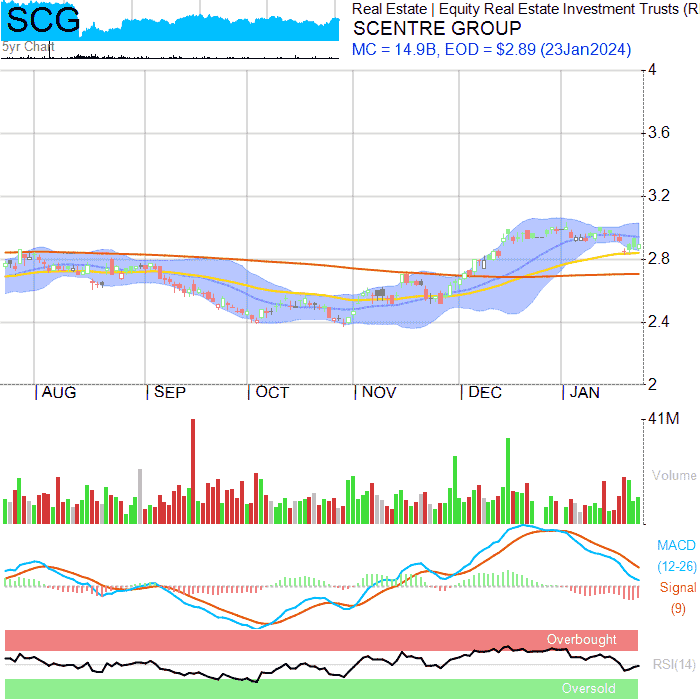 SCG
5yr Chart
Real Estate | Equity Real Estate Investment Trusts (R
SCENTRE GROUP
MC = 14.9B, EOD = $2.89 (23Jan2024)
4
3.6
3.2
2.8
2.4
2
AUG SEP OCT NOV DEC JAN
41M
Volume
MACD
(12-26)
Signal
(9)
Overbought
RSI(14)
Oversold